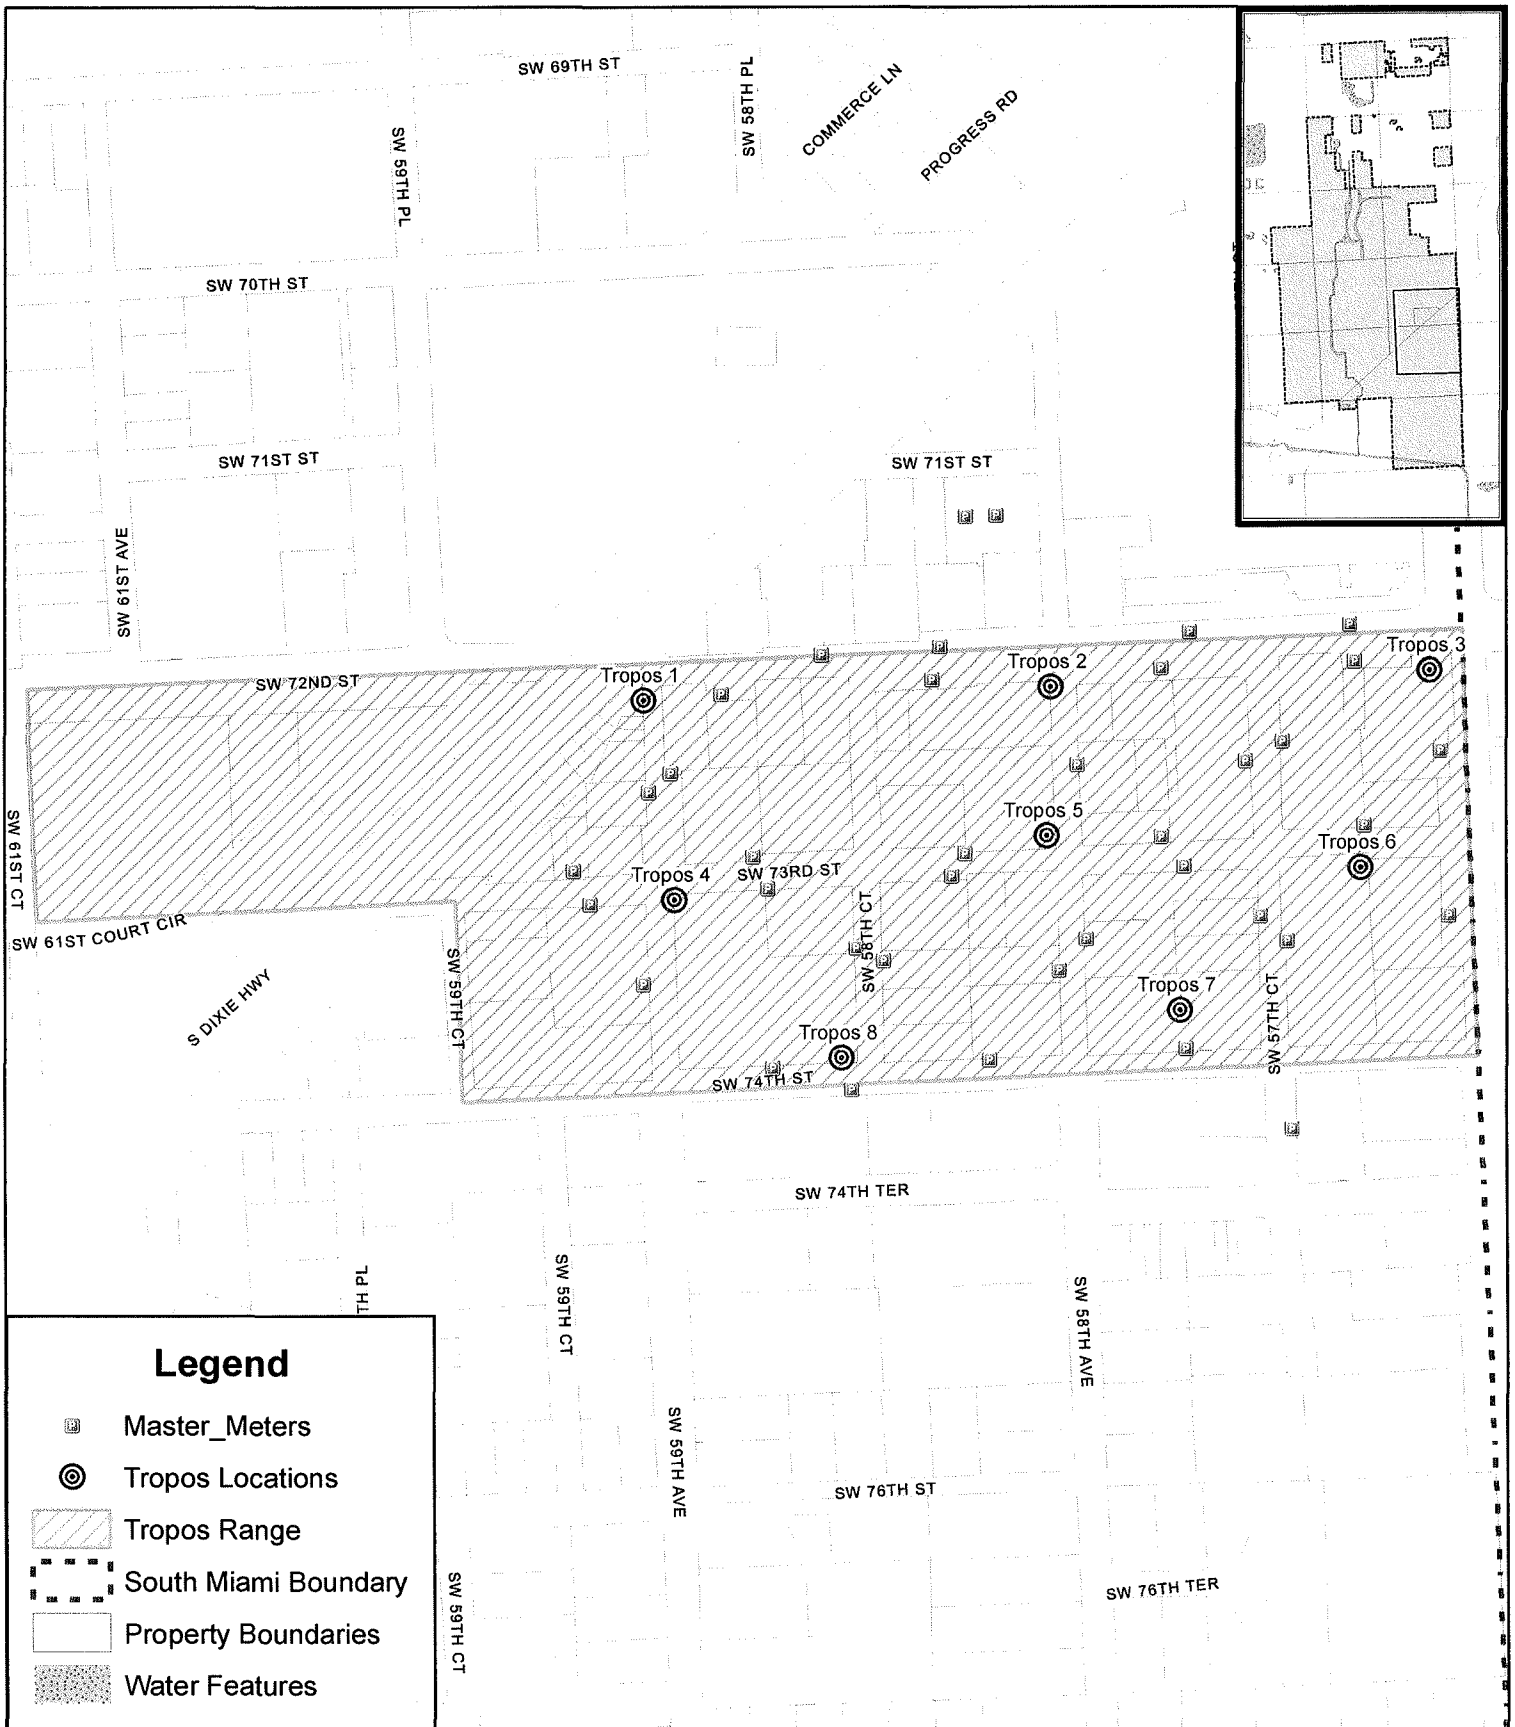 SW 69TH ST
SW 58TH PL
COMMERCE LN
PROGRESS RD
SW 59TH PL
SW 70TH ST
SW 71ST ST
SW 71ST ST
SW 61ST AVE
SW 72ND ST
Tropos 1
Tropos 2
Tropos 3
SW 61ST CT
Tropos 4
SW 73RD ST
Tropos 5
Tropos 6
SW 61ST COURT CIR
S DIXIE HWY
SW 59TH CT
SW 58TH CT
Tropos 7
SW 57TH CT
Tropos 8
SW 74TH ST
SW 74TH TER
TH PL
SW 59TH CT
SW 58TH AVE
SW 59TH AVE
SW 76TH ST
SW 76TH TER
SW 59TH CT
Legend
Master_Meters
Tropos Locations
Tropos Range
South Miami Boundary
Property Boundaries
Water Features